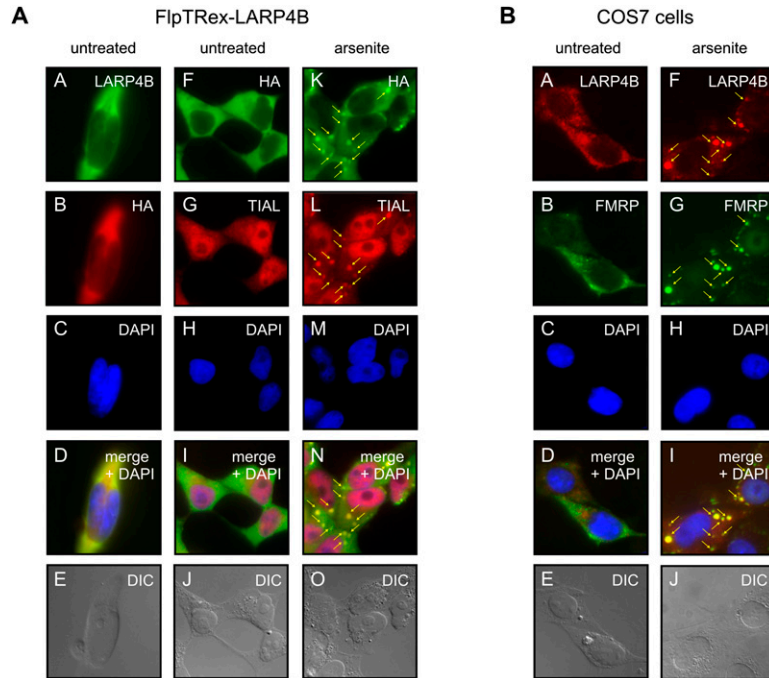 A FlpTRex-LARP4B
untreated untreated arsenite
A LARP4B F HA K HA
B HA G TIAL L TIAL
C DAPI H DAPI M DAPI
D merge + DAPI I merge + DAPI N merge + DAPI
E DIC J DIC O DIC
B COS7 cells
untreated arsenite
A LARP4B F LARP4B
B FMRP G FMRP
C DAPI H DAPI
D merge + DAPI I merge + DAPI
E DIC J DIC